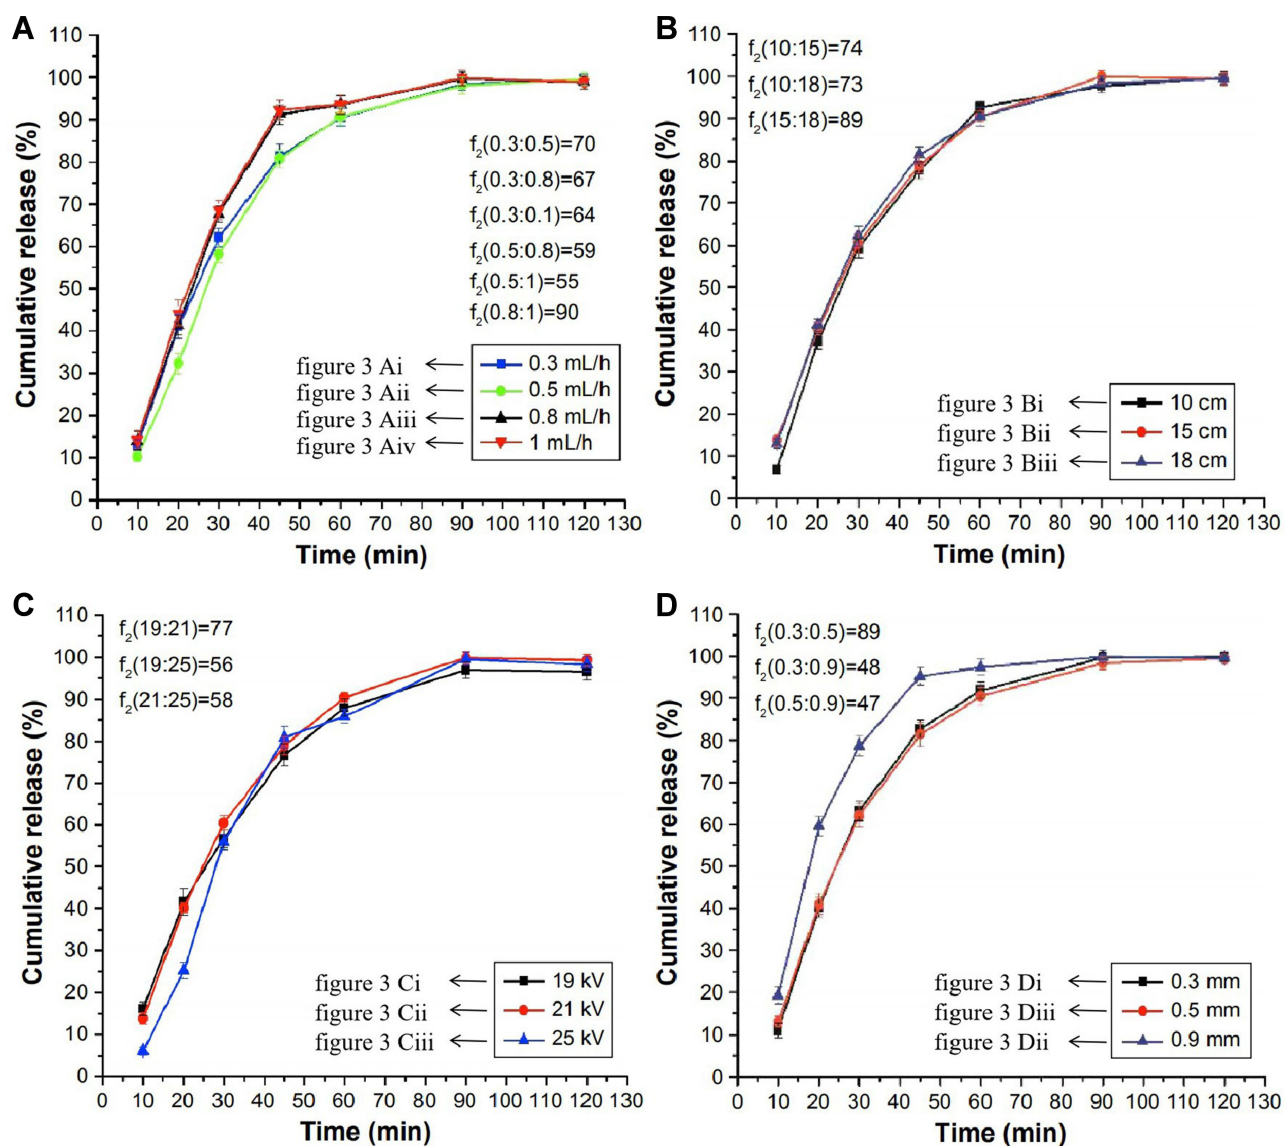 A
110
100
90
80
70
60
50
40
30
20
10
0
Cumulative release (%)
f2(0.3:0.5)=70
f2(0.3:0.8)=67
f2(0.3:0.1)=64
f2(0.5:0.8)=59
f2(0.5:1)=55
f2(0.8:1)=90
figure 3 Ai 0.3 mL/h
figure 3 Aii 0.5 mL/h
figure 3 Aiii 0.8 mL/h
figure 3 Aiv 1 mL/h
0 10 20 30 40 50 60 70 80 90 100 110 120 130
Time (min)
B
110
100
90
80
70
60
50
40
30
20
10
0
Cumulative release (%)
f2(10:15)=74
f2(10:18)=73
f2(15:18)=89
figure 3 Bi 10 cm
figure 3 Bii 15 cm
figure 3 Biii 18 cm
0 10 20 30 40 50 60 70 80 90 100 110 120 130
Time (min)
C
110
100
90
80
70
60
50
40
30
20
10
0
Cumulative release (%)
f2(19:21)=77
f2(19:25)=56
f2(21:25)=58
figure 3 Ci 19 kV
figure 3 Cii 21 kV
figure 3 Ciii 25 kV
0 10 20 30 40 50 60 70 80 90 100 110 120 130
Time (min)
D
110
100
90
80
70
60
50
40
30
20
10
0
Cumulative release (%)
f2(0.3:0.5)=89
f2(0.3:0.9)=48
f2(0.5:0.9)=47
figure 3 Di 0.3 mm
figure 3 Diii 0.5 mm
figure 3 Dii 0.9 mm
0 10 20 30 40 50 60 70 80 90 100 110 120 130
Time (min)